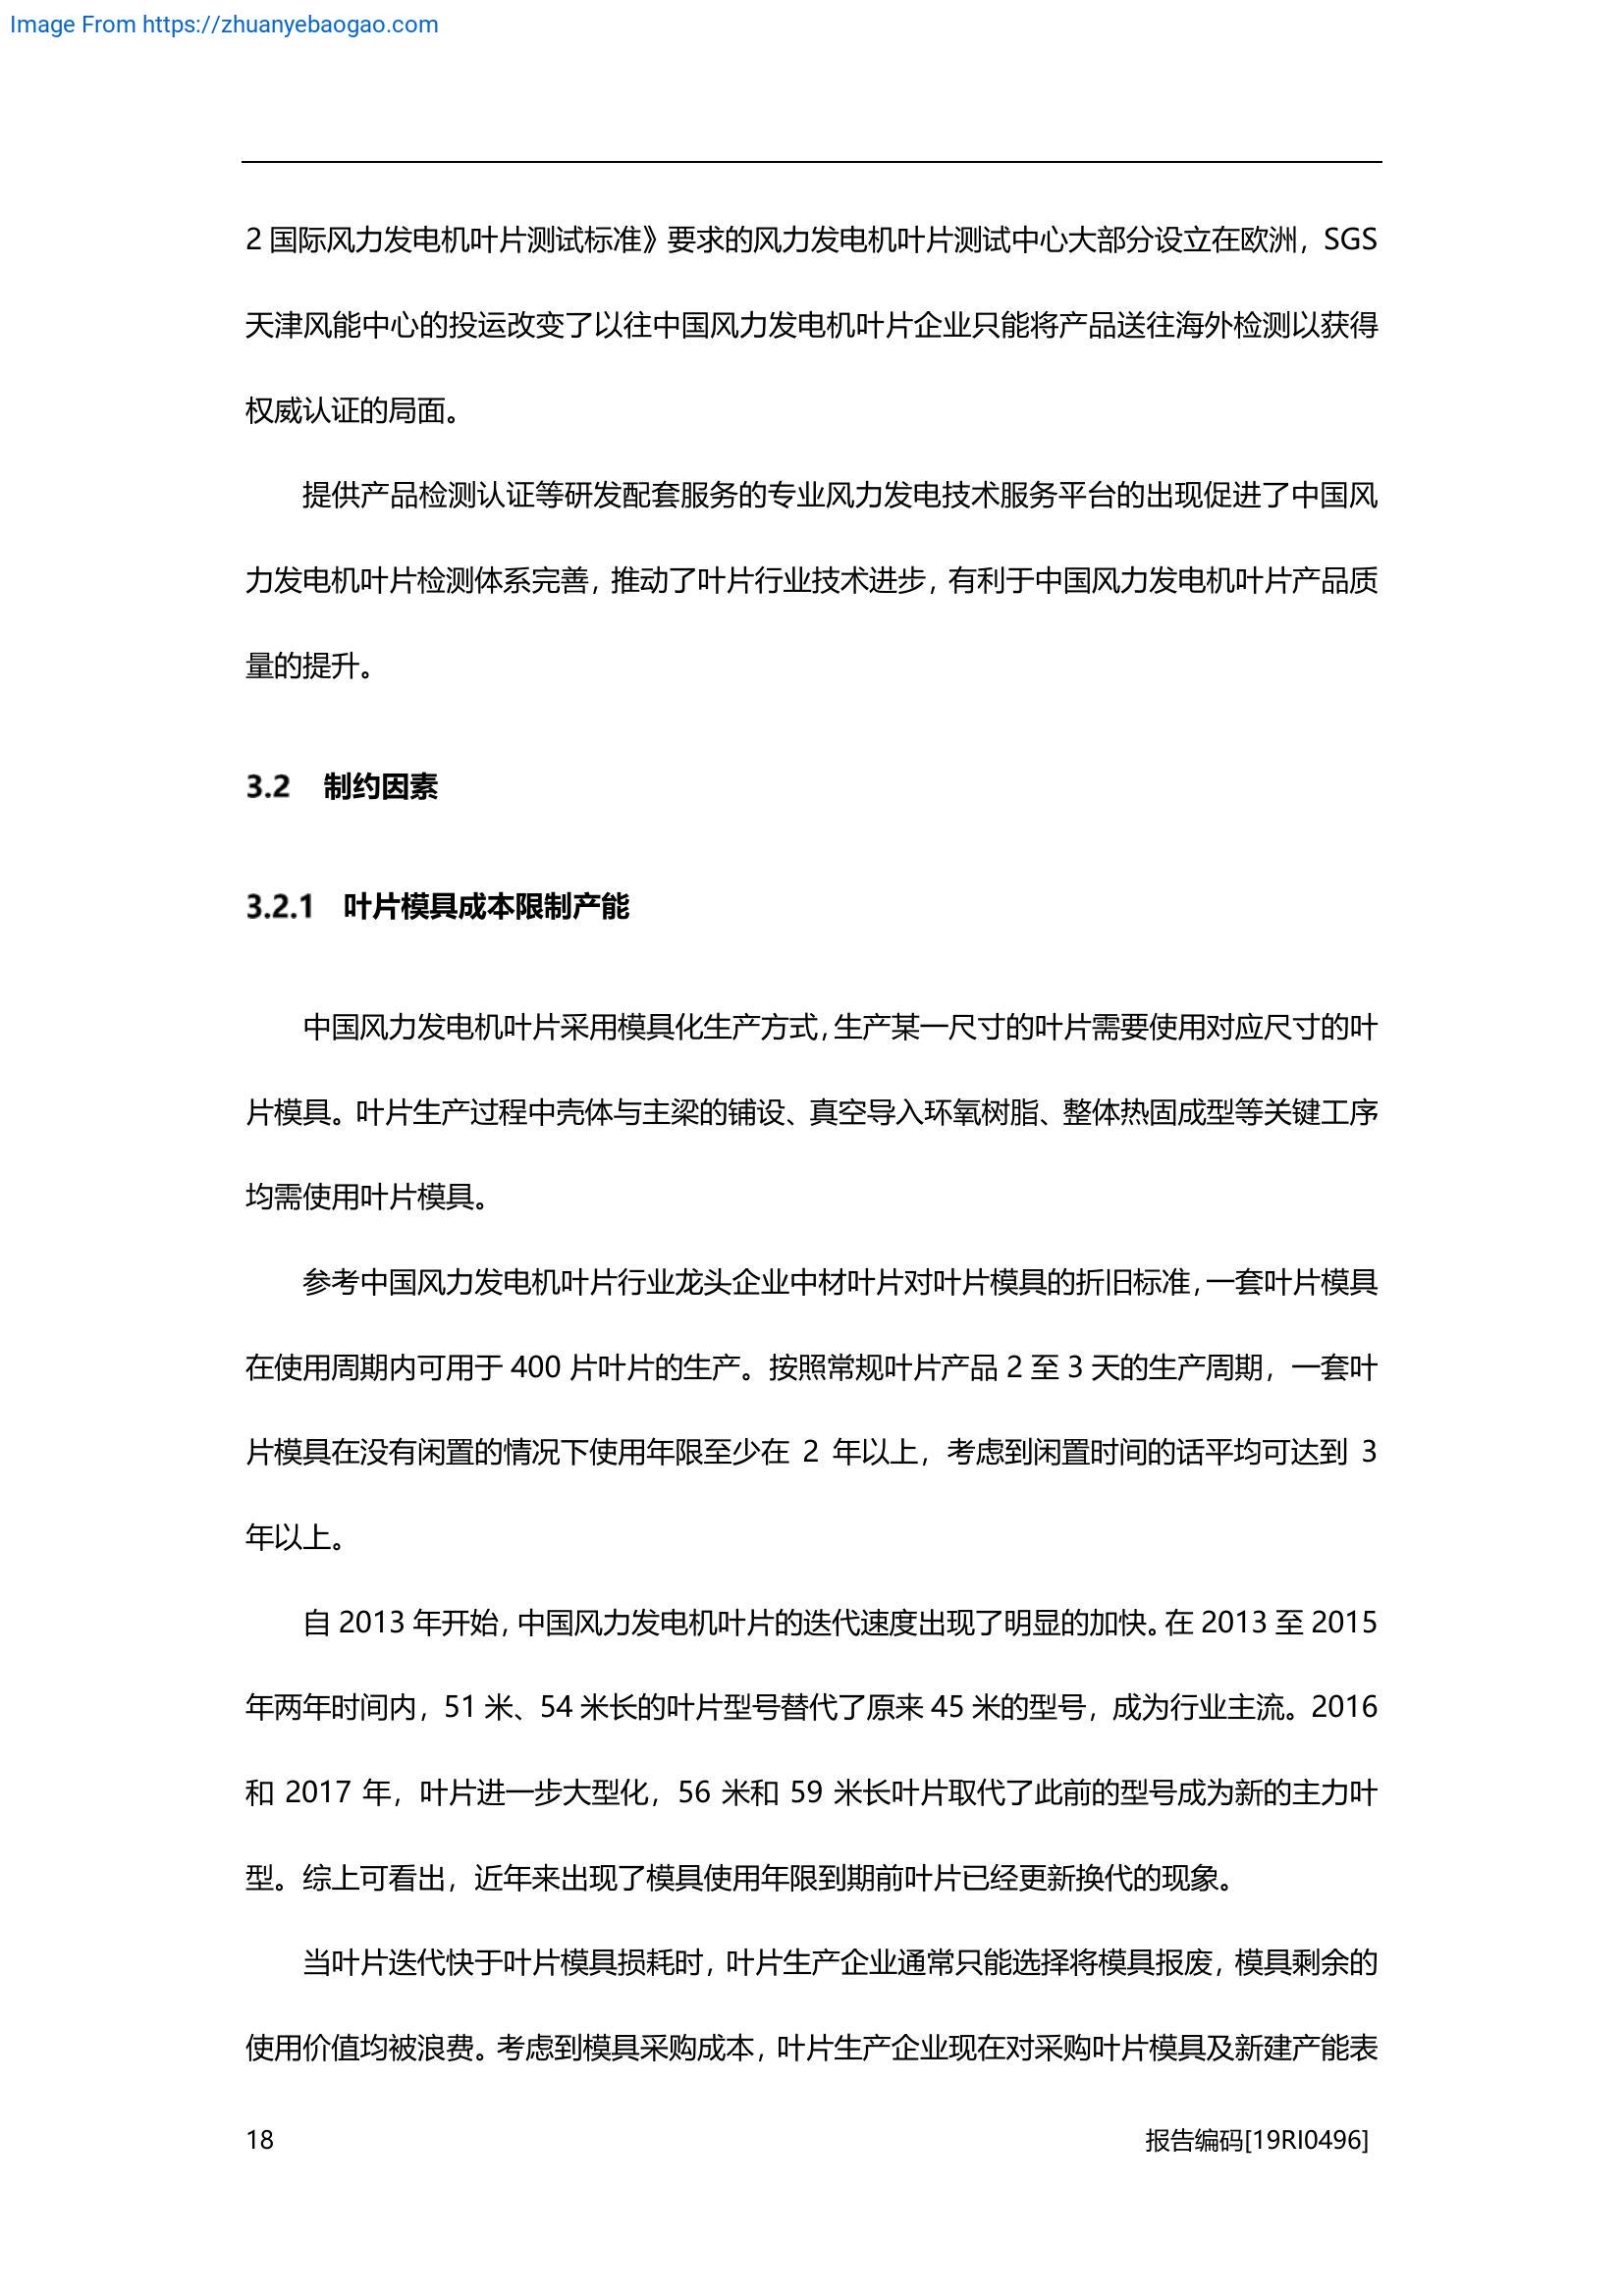 Image From https://zhuanyebaogao.com
2 国际风力发电机叶片测试标准》要求的风力发电机叶片测试中心大部分设立在欧洲，SGS
天津风能中心的投运改变了以往中国风力发电机叶片企业只能将产品送往海外检测以获得
权威认证的局面。
提供产品检测认证等研发配套服务的专业风力发电技术服务平台的出现促进了中国风
力发电机叶片检测体系完善，推动了叶片行业技术进步，有利于中国风力发电机叶片产品质
量的提升。
3.2 制约因素
3.2.1 叶片模具成本限制产能
中国风力发电机叶片采用模具化生产方式，生产某一尺寸的叶片需要使用对应尺寸的叶
片模具。叶片生产过程中壳体与主梁的铺设、真空导入环氧树脂、整体热固成型等关键工序
均需使用叶片模具。
参考中国风力发电机叶片行业龙头企业中材叶片对叶片模具的折旧标准，一套叶片模具
在使用周期内可用于 400 片叶片的生产。按照常规叶片产品 2 至 3 天的生产周期，一套叶
片模具在没有闲置的情况下使用年限至少在 2 年以上，考虑到闲置时间的话平均可达到 3
年以上。
自 2013 年开始，中国风力发电机叶片的迭代速度出现了明显的加快。在 2013 至 2015
年两年时间内，51 米、54 米长的叶片型号替代了原来 45 米的型号，成为行业主流。2016
和 2017 年，叶片进一步大型化，56 米和 59 米长叶片取代了此前的型号成为新的主力叶
型。综上可看出，近年来出现了模具使用年限到期前叶片已经更新换代的现象。
当叶片迭代快于叶片模具损耗时，叶片生产企业通常只能选择将模具报废，模具剩余的
使用价值均被浪费。考虑到模具采购成本，叶片生产企业现在对采购叶片模具及新建产能表
18 报告编码[19RI0496]